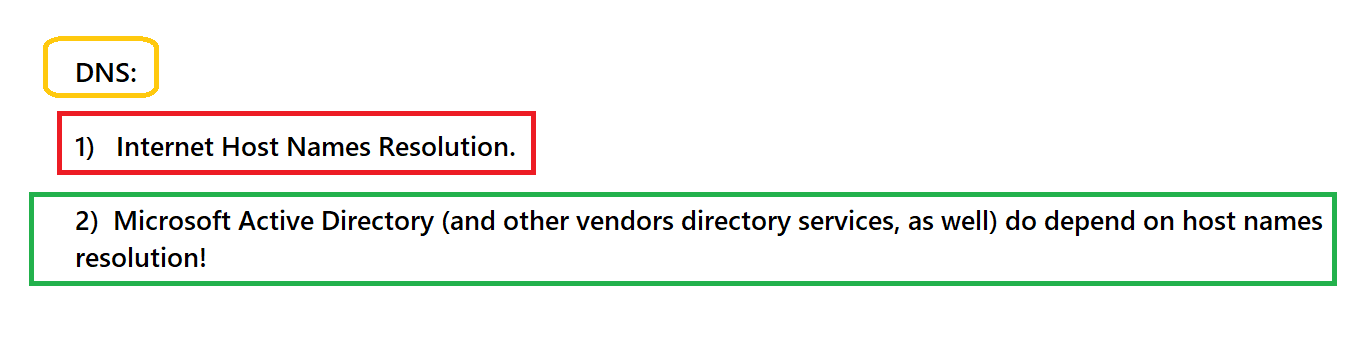 DNS:
1) Internet Host Names Resolution.
2) Microsoft Active Directory (and other vendors directory services, as well) do depend on host names
resolution!